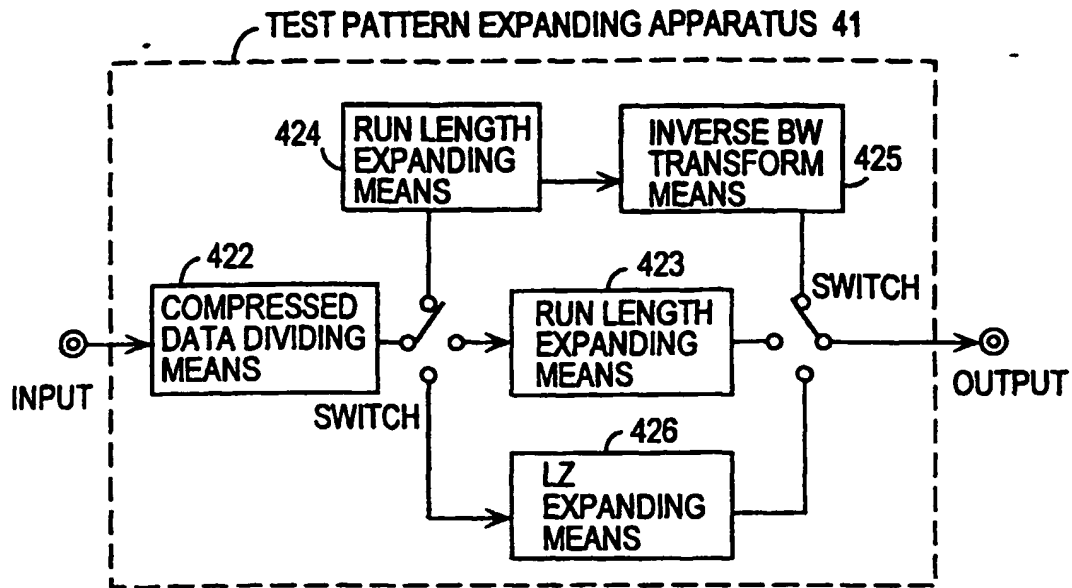 TEST PATTERN EXPANDING APPARATUS 41
424
RUN LENGTH
EXPANDING
MEANS
INVERSE BW
TRANSFORM
MEANS
425
422
COMPRESSED
DATA DIVIDING
MEANS
423
RUN LENGTH
EXPANDING
MEANS
SWITCH
INPUT
SWITCH
OUTPUT
426
LZ
EXPANDING
MEANS